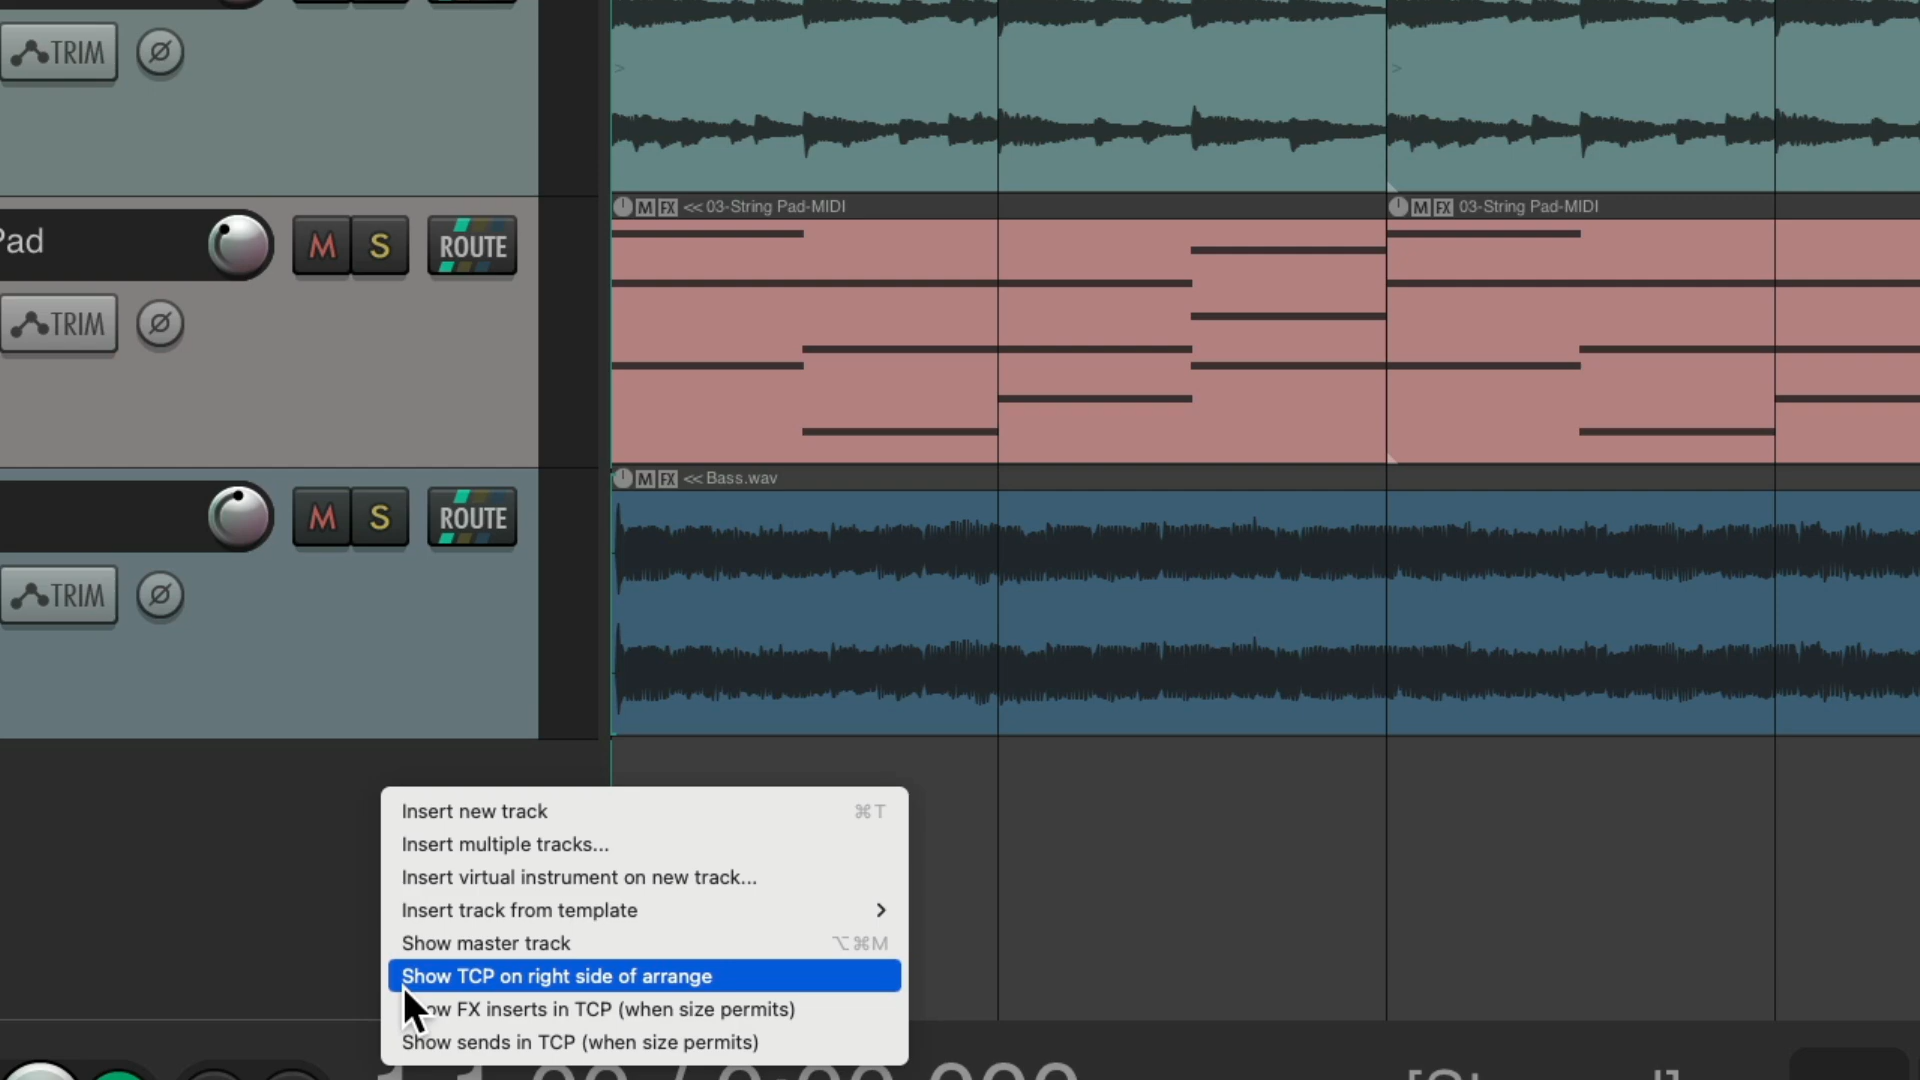 TRIM
<< 03-String Pad-MIDI
03-String Pad-MIDI
M FX
M FX
Pad
M S ROUTE
TRIM
M FX << Bass.wav
M S ROUTE
TRIM
Insert new track ⌘T
Insert multiple tracks...
Insert virtual instrument on new track...
Insert track from template >
Show master track ⌥⌘M
Show TCP on right side of arrange
FX inserts in TCP (when size permits)
Show sends in TCP (when size permits)